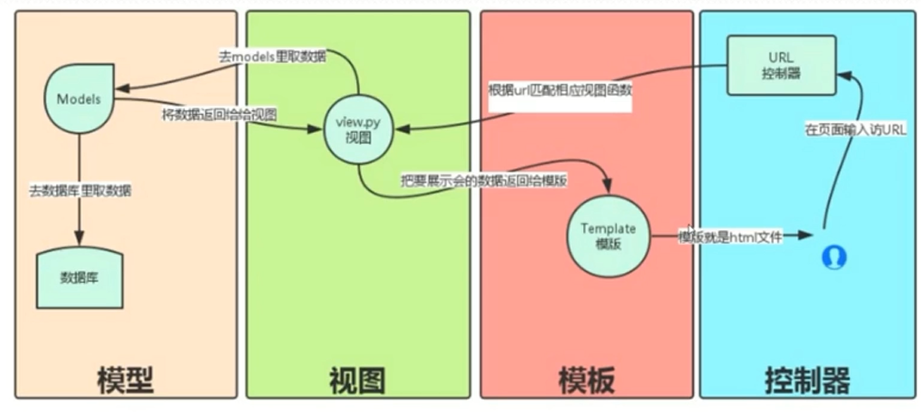 去models里取数据
Models
将数据返回给给视图
去数据库里取数据
数据库
模型
view.py
视图
视图
根据url匹配相应视图函数
把要展示会的数据返回给模版
Template
模版
模版就是html文件
模板
URL
控制器
在页面输入访URL
控制器